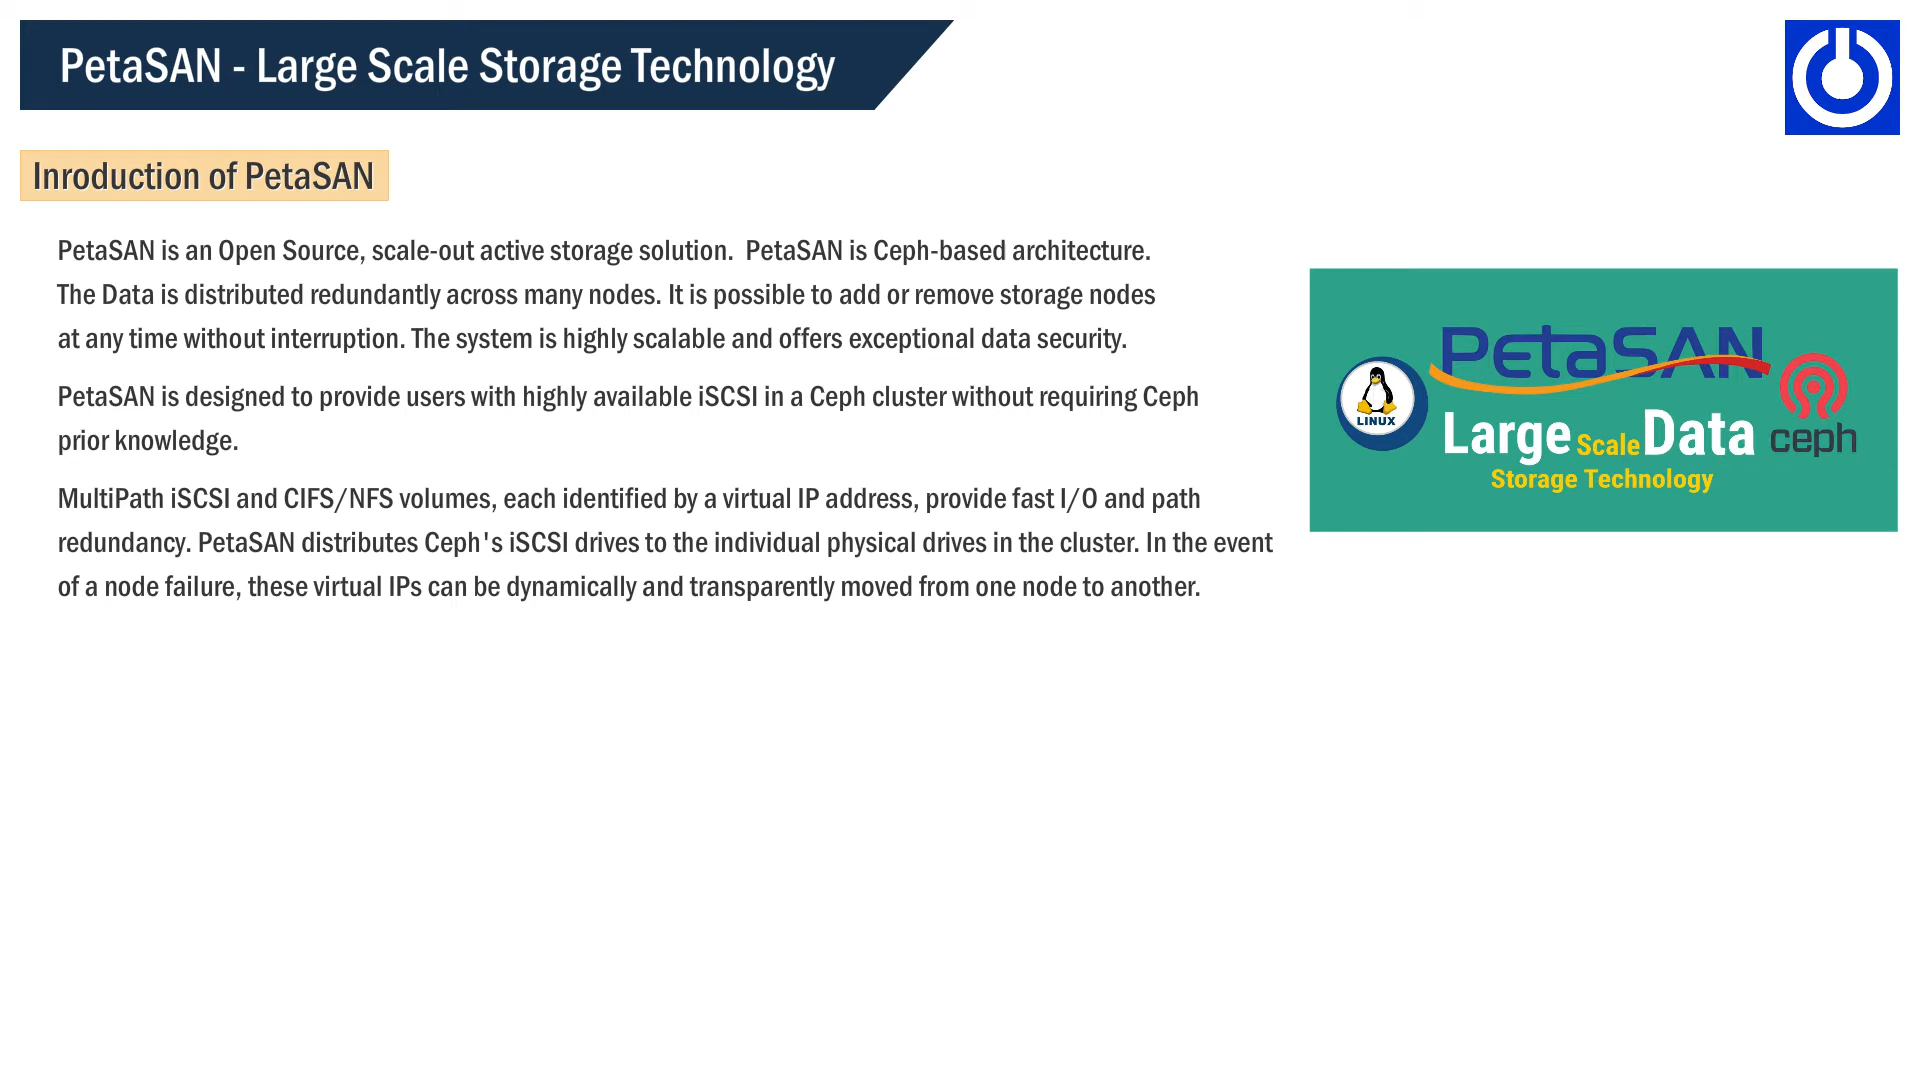 PetaSAN - Large Scale Storage Technology
Inroduction of PetaSAN
PetaSAN is an Open Source, scale-out active storage solution.  PetaSAN is Ceph-based architecture.
The Data is distributed redundantly across many nodes. It is possible to add or remove storage nodes
at any time without interruption. The system is highly scalable and offers exceptional data security.
PetaSAN is designed to provide users with highly available iSCSI in a Ceph cluster without requiring Ceph
prior knowledge.
MultiPath iSCSI and CIFS/NFS volumes, each identified by a virtual IP address, provide fast I/O and path
redundancy. PetaSAN distributes Ceph's iSCSI drives to the individual physical drives in the cluster. In the event
of a node failure, these virtual IPs can be dynamically and transparently moved from one node to another.
PetaSAN
LINUX
Large Scale Data
ceph
Storage Technology